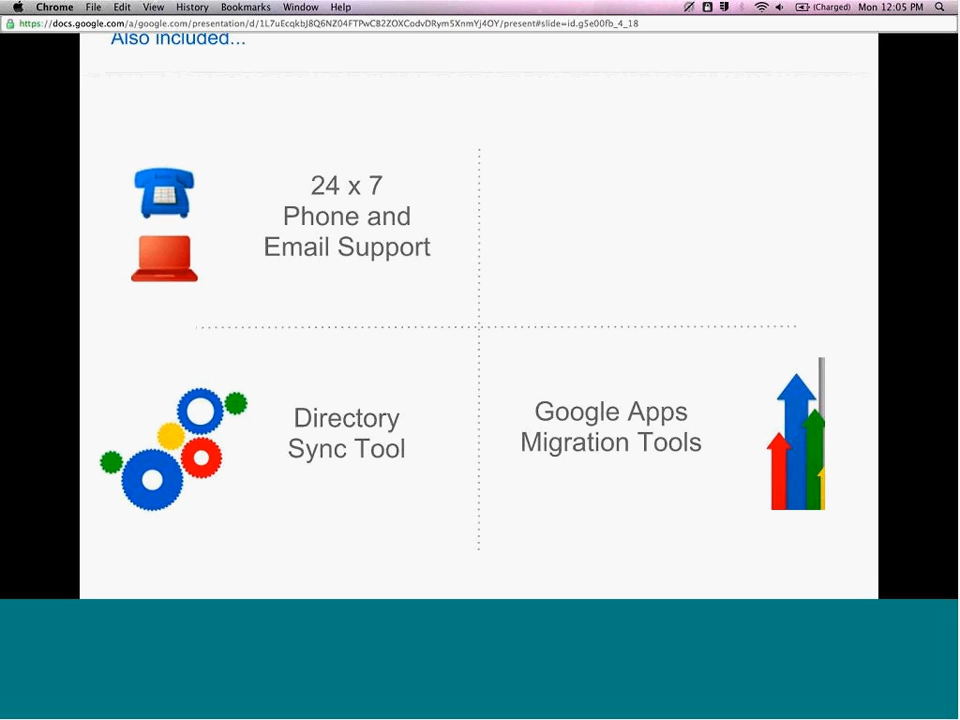 Chrome File Edit View History Bookmarks Window Help (Charged) Mon 12:05 PM
https://docs.google.com/a/google.com/presentation/d/1L7uEcqkbJ8Q6NZ04FTPwCB2ZOXCodvDRym5XnmYj4OY/present#slide=id.g5e00fb_4_18
Also included...
24 x 7
Phone and
Email Support
Directory
Sync Tool
Google Apps
Migration Tools